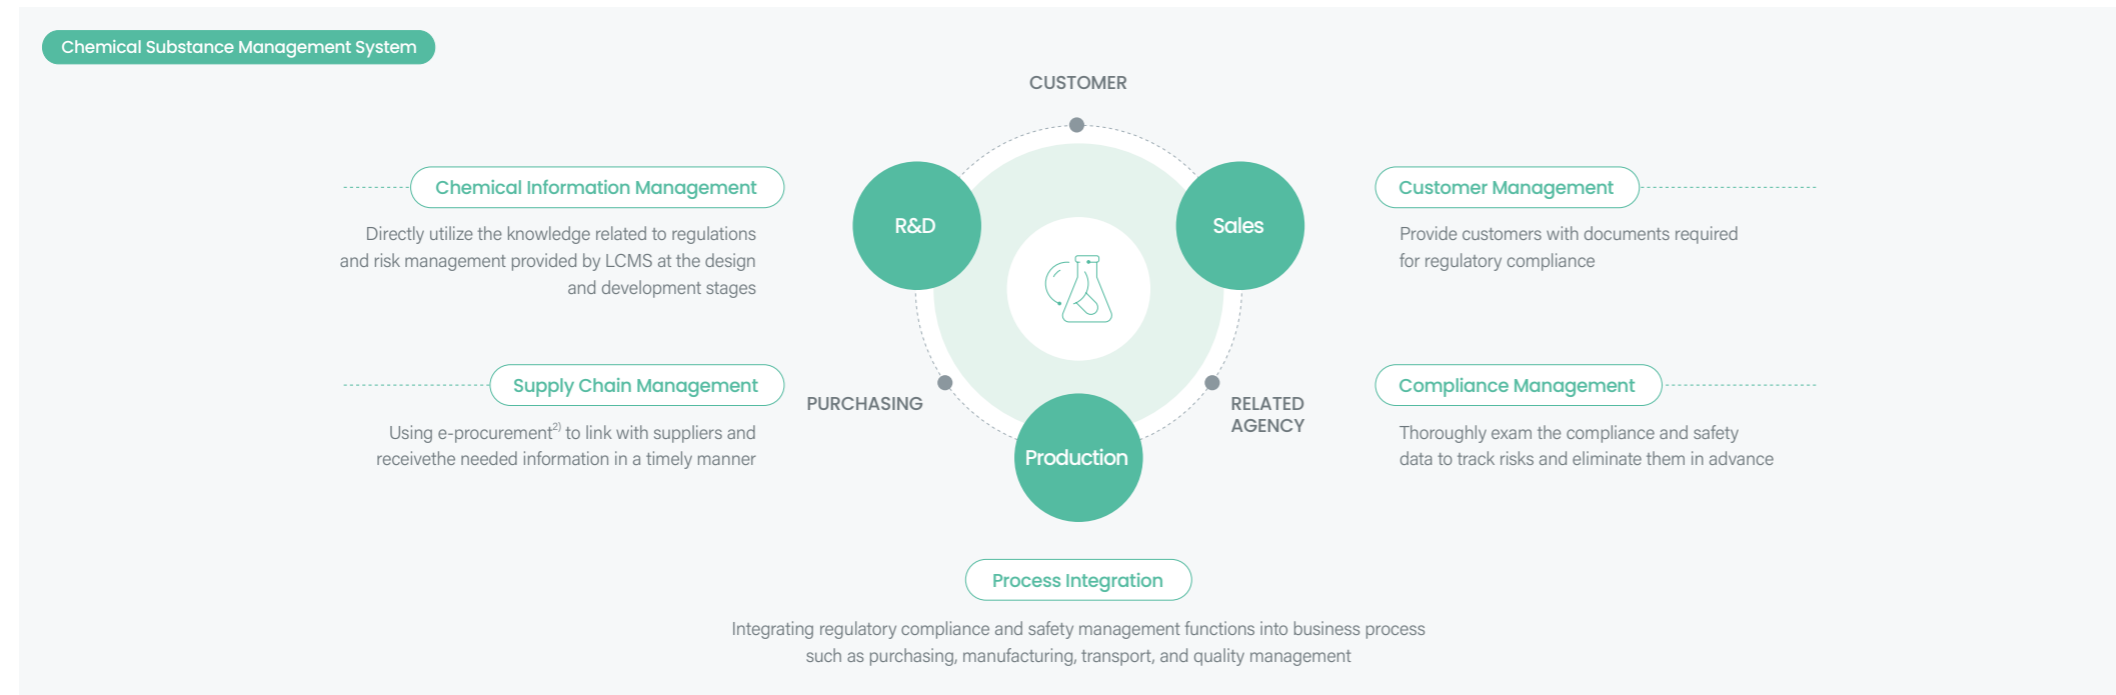 Chemical Substance Management System
CUSTOMER
Chemical Information Management
Directly utilize the knowledge related to regulations
and risk management provided by LCMS at the design
and development stages
Supply Chain Management
Using e-procurement2) to link with suppliers and
receivethe needed information in a timely manner
R&D
Sales
PURCHASING
RELATED
AGENCY
Production
Customer Management
Provide customers with documents required
for regulatory compliance
Compliance Management
Thoroughly exam the compliance and safety
data to track risks and eliminate them in advance
Process Integration
Integrating regulatory compliance and safety management functions into business process
such as purchasing, manufacturing, transport, and quality management